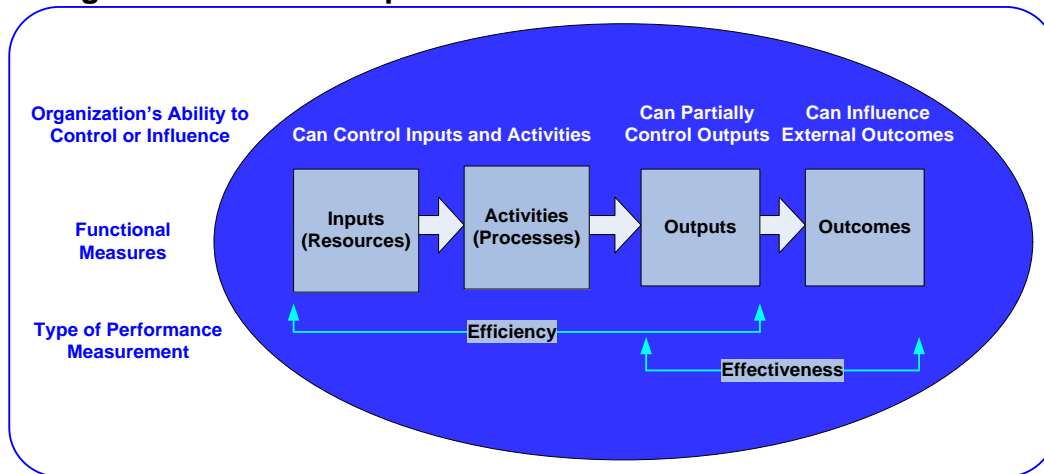 Organization's Ability to
Control or Influence
Can Control Inputs and Activities
Can Partially
Control Outputs
Can Influence
External Outcomes
Functional
Measures
Inputs
(Resources)
Activities
(Processes)
Outputs
Outcomes
Type of Performance
Measurement
Efficiency
Effectiveness